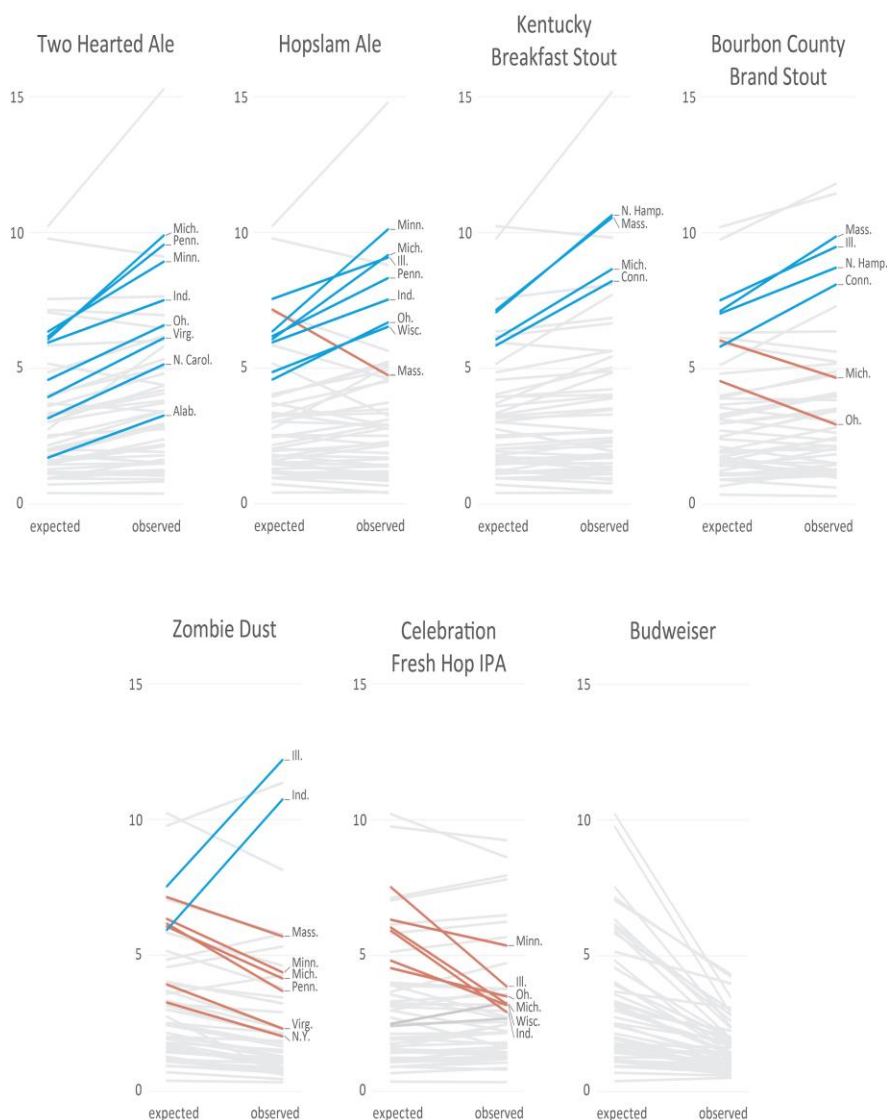 Two Hearted Ale
Hopslam Ale
Kentucky
Breakfast Stout
Bourbon County
Brand Stout
15
10
5
0
Mich.
Penn.
Minn.
Ind.
Oh.
Virg.
N. Carol.
Alab.
expected
observed
15
10
5
0
Minn.
Mich.
Ill.
Penn.
Ind.
Oh.
Wisc.
Mass.
expected
observed
15
10
5
0
N. Hamp.
Mass.
Mich.
Conn.
expected
observed
15
10
5
0
Mass.
Ill.
N. Hamp.
Conn.
Mich.
Oh.
expected
observed
Zombie Dust
Celebration
Fresh Hop IPA
Budweiser
15
10
5
0
Ill.
Ind.
Mass.
Minn.
Mich.
Penn.
Virg.
N.Y.
expected
observed
15
10
5
0
Minn.
Ill.
Oh.
Mich.
Wisc.
Ind.
expected
observed
15
10
5
0
expected
observed